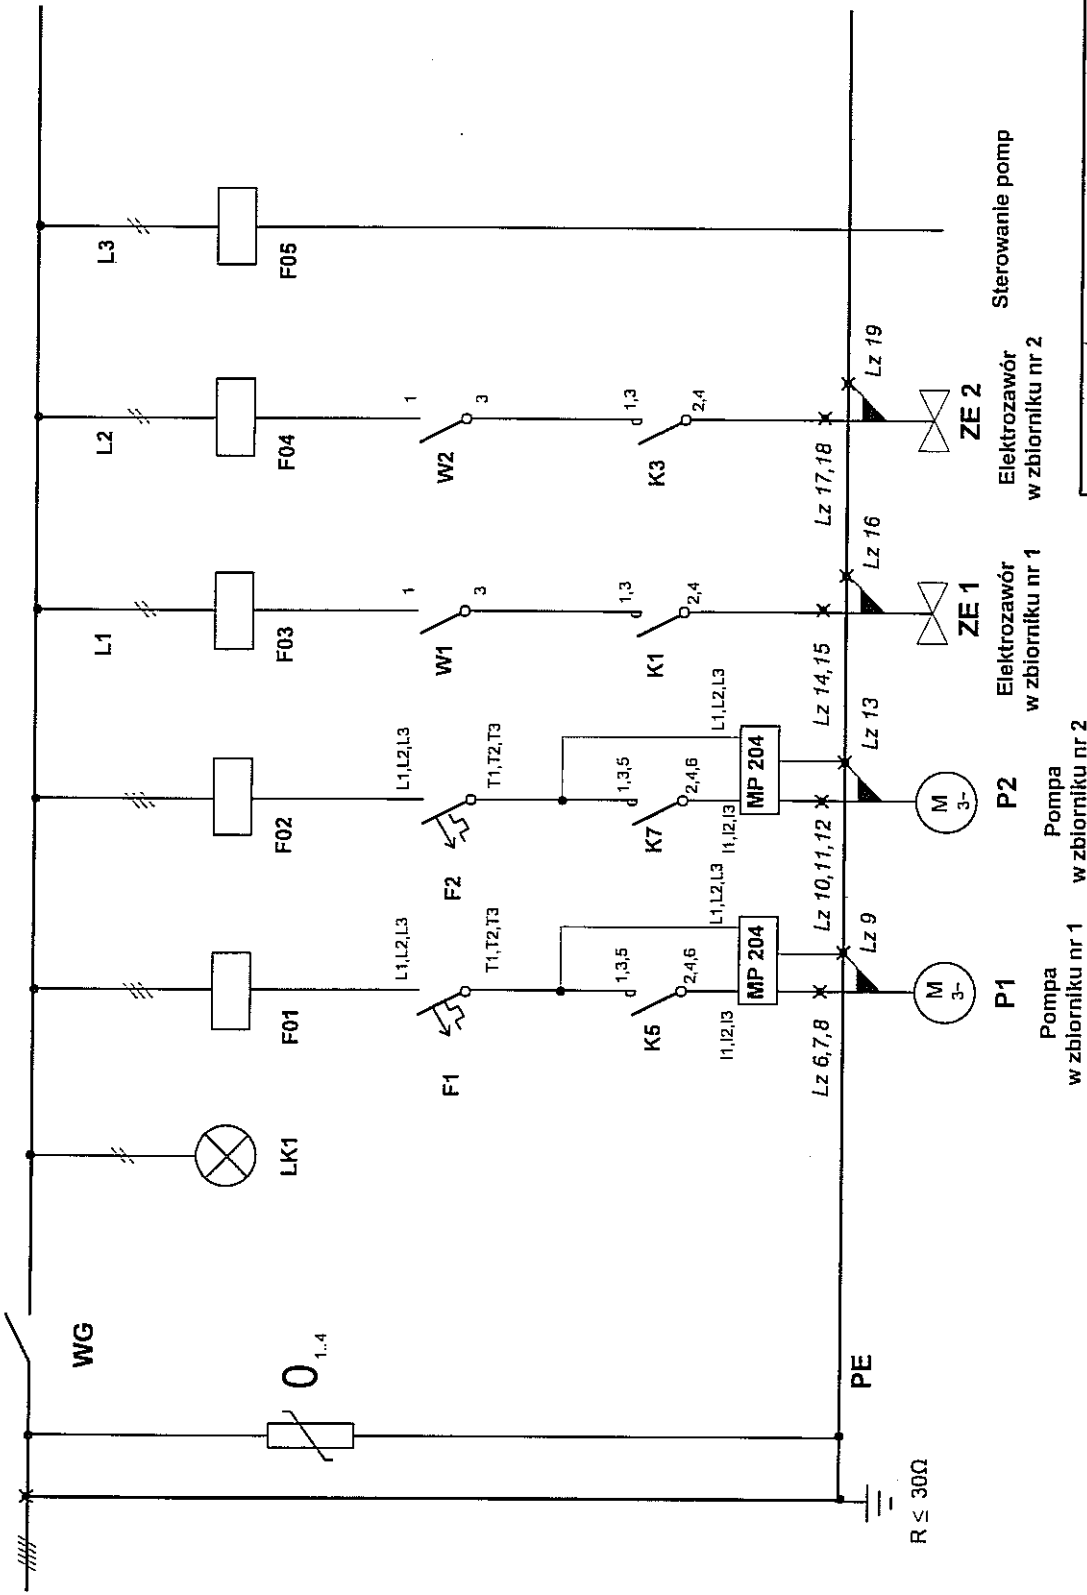 WG
O 1..4
PE
R ≤ 30Ω
LK1
F01
L1,L2,L3
F1
T1,T2,T3
1,3,5
K5
2,4,6
I1,I2,I3
L1,L2,L3
MP 204
Lz 6,7,8
Lz 9
M
3~
P1
Pompa
w zbiorniku nr 1
F02
L1,L2,L3
F2
T1,T2,T3
1,3,5
K7
2,4,6
I1,I2,I3
L1,L2,L3
MP 204
Lz 10,11,12
Lz 13
M
3~
P2
Pompa
w zbiorniku nr 2
L1
F03
1
W1
3
1,3
K1
2,4
Lz 14,15
Lz 16
ZE 1
Elektrozawór
w zbiorniku nr 1
L2
F04
1
W2
3
1,3
K3
2,4
Lz 17,18
Lz 19
ZE 2
Elektrozawór
w zbiorniku nr 2
L3
F05
Sterowanie pomp